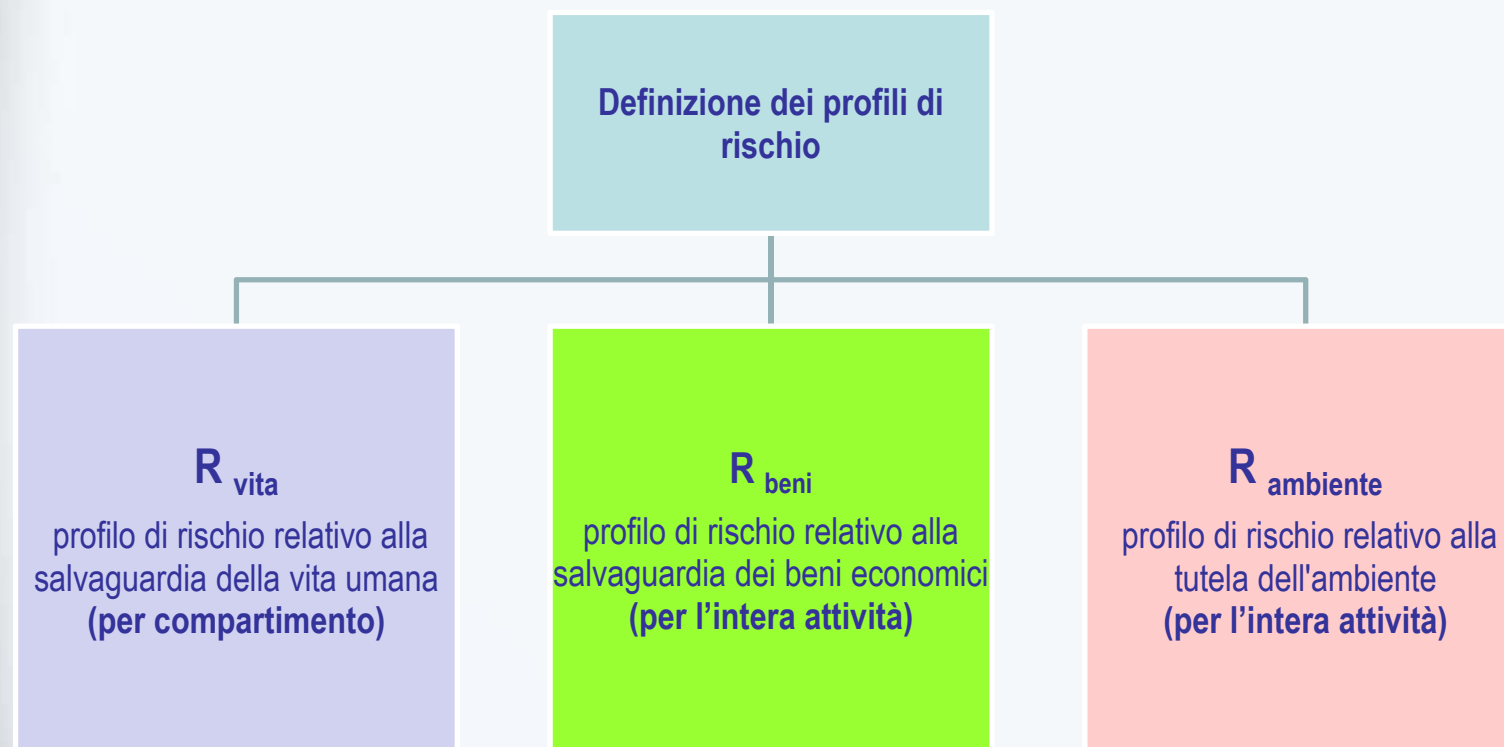 Definizione dei profili di
rischio
R vita
profilo di rischio relativo alla
salvaguardia della vita umana
(per compartimento)
R beni
profilo di rischio relativo alla
salvaguardia dei beni economici
(per l’intera attività)
R ambiente
profilo di rischio relativo alla
tutela dell'ambiente
(per l’intera attività)